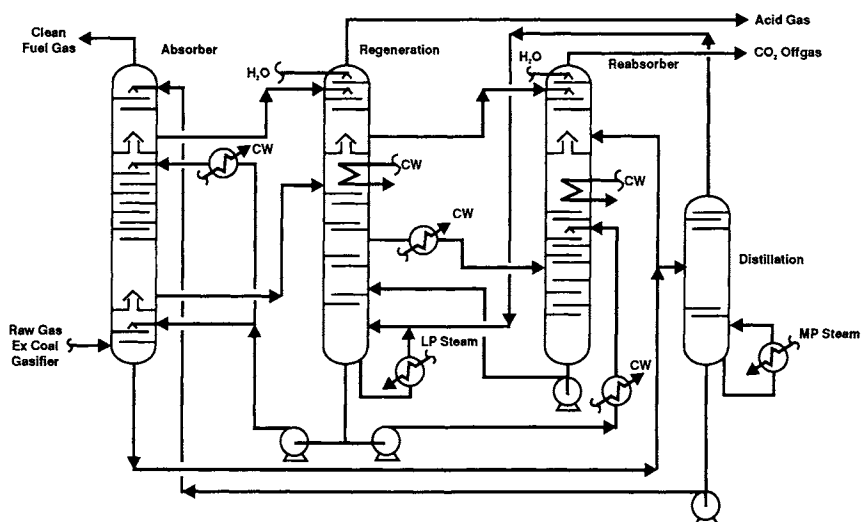 Clean
Fuel Gas
Absorber
Regeneration
Acid Gas
H₂O
H₂O
Reabsorber
CO₂ Offgas
CW
CW
CW
CW
Distillation
Raw Gas
Ex Coal
Gasifier
LP Steam
MP Steam
CW